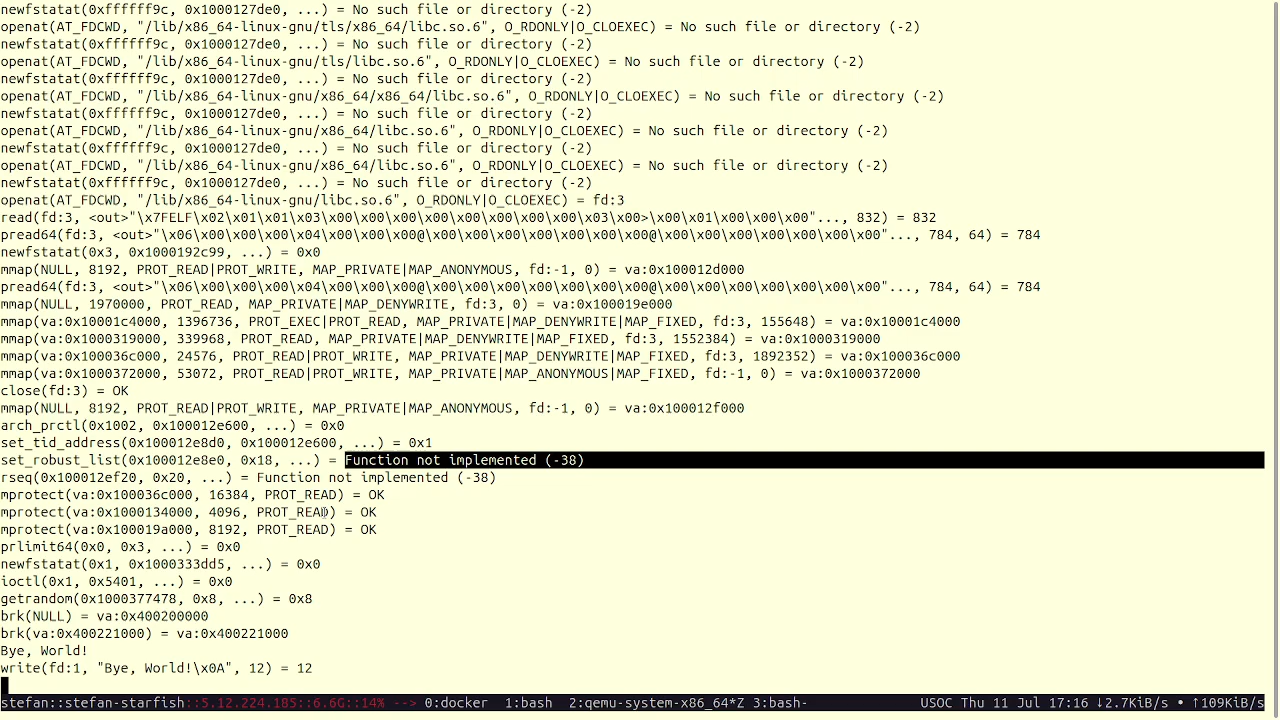 newfstatat(0xffffff9c, 0x1000127de0, ...) = No such file or directory (-2)
openat(AT_FDCWD, "/lib/x86_64-linux-gnu/tls/x86_64/libc.so.6", O_RDONLY|O_CLOEXEC) = No such file or directory (-2)
newfstatat(0xffffff9c, 0x1000127de0, ...) = No such file or directory (-2)
openat(AT_FDCWD, "/lib/x86_64-linux-gnu/tls/libc.so.6", O_RDONLY|O_CLOEXEC) = No such file or directory (-2)
newfstatat(0xffffff9c, 0x1000127de0, ...) = No such file or directory (-2)
openat(AT_FDCWD, "/lib/x86_64-linux-gnu/x86_64/x86_64/libc.so.6", O_RDONLY|O_CLOEXEC) = No such file or directory (-2)
newfstatat(0xffffff9c, 0x1000127de0, ...) = No such file or directory (-2)
openat(AT_FDCWD, "/lib/x86_64-linux-gnu/x86_64/libc.so.6", O_RDONLY|O_CLOEXEC) = No such file or directory (-2)
newfstatat(0xffffff9c, 0x1000127de0, ...) = No such file or directory (-2)
openat(AT_FDCWD, "/lib/x86_64-linux-gnu/x86_64/libc.so.6", O_RDONLY|O_CLOEXEC) = No such file or directory (-2)
newfstatat(0xffffff9c, 0x1000127de0, ...) = No such file or directory (-2)
openat(AT_FDCWD, "/lib/x86_64-linux-gnu/libc.so.6", O_RDONLY|O_CLOEXEC) = fd:3
read(fd:3, <out>"\x7FELF\x02\x01\x01\x03\x00\x00\x00\x00\x00\x00\x00\x00\x03\x00>\x00\x01\x00\x00\x00"..., 832) = 832
pread64(fd:3, <out>"\x06\x00\x00\x00\x04\x00\x00\x00@\x00\x00\x00\x00\x00\x00\x00@\x00\x00\x00\x00\x00\x00\x00"..., 784, 64) = 784
newfstatat(0x3, 0x1000192c99, ...) = 0x0
mmap(NULL, 8192, PROT_READ|PROT_WRITE, MAP_PRIVATE|MAP_ANONYMOUS, fd:-1, 0) = va:0x100012d000
pread64(fd:3, <out>"\x06\x00\x00\x00\x04\x00\x00\x00@\x00\x00\x00\x00\x00\x00\x00@\x00\x00\x00\x00\x00\x00\x00"..., 784, 64) = 784
mmap(NULL, 1970000, PROT_READ, MAP_PRIVATE|MAP_DENYWRITE, fd:3, 0) = va:0x100019e000
mmap(va:0x10001c4000, 1396736, PROT_EXEC|PROT_READ, MAP_PRIVATE|MAP_DENYWRITE|MAP_FIXED, fd:3, 155648) = va:0x10001c4000
mmap(va:0x1000319000, 339968, PROT_READ, MAP_PRIVATE|MAP_DENYWRITE|MAP_FIXED, fd:3, 1552384) = va:0x1000319000
mmap(va:0x100036c000, 24576, PROT_READ|PROT_WRITE, MAP_PRIVATE|MAP_DENYWRITE|MAP_FIXED, fd:3, 1892352) = va:0x100036c000
mmap(va:0x1000372000, 53072, PROT_READ|PROT_WRITE, MAP_PRIVATE|MAP_ANONYMOUS|MAP_FIXED, fd:-1, 0) = va:0x1000372000
close(fd:3) = OK
mmap(NULL, 8192, PROT_READ|PROT_WRITE, MAP_PRIVATE|MAP_ANONYMOUS, fd:-1, 0) = va:0x100012f000
arch_prctl(0x1002, 0x100012e600, ...) = 0x0
set_tid_address(0x100012e8d0, 0x100012e600, ...) = 0x1
set_robust_list(0x100012e8e0, 0x18, ...) = Function not implemented (-38)
rseq(0x100012ef20, 0x20, ...) = Function not implemented (-38)
mprotect(va:0x100036c000, 16384, PROT_READ) = OK
mprotect(va:0x1000134000, 4096, PROT_READ) = OK
mprotect(va:0x100019a000, 8192, PROT_READ) = OK
prlimit64(0x0, 0x3, ...) = 0x0
newfstatat(0x1, 0x1000333dd5, ...) = 0x0
ioctl(0x1, 0x5401, ...) = 0x0
getrandom(0x1000377478, 0x8, ...) = 0x8
brk(NULL) = va:0x400200000
brk(va:0x400221000) = va:0x400221000
Bye, World!
write(fd:1, "Bye, World!\x0A", 12) = 12
stefan::stefan-starfish::5.12.224.185::6.6G::14% --> 0:docker 1:bash 2:qemu-system-x86_64*Z 3:bash- USOC Thu 11 Jul 17:16 ↓2.7KiB/s • ↑109KiB/s